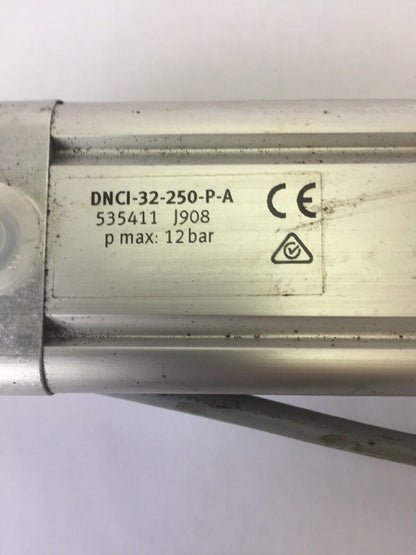 DNCI-32-250-P-A
535411 J908
p max: 12 bar
CE